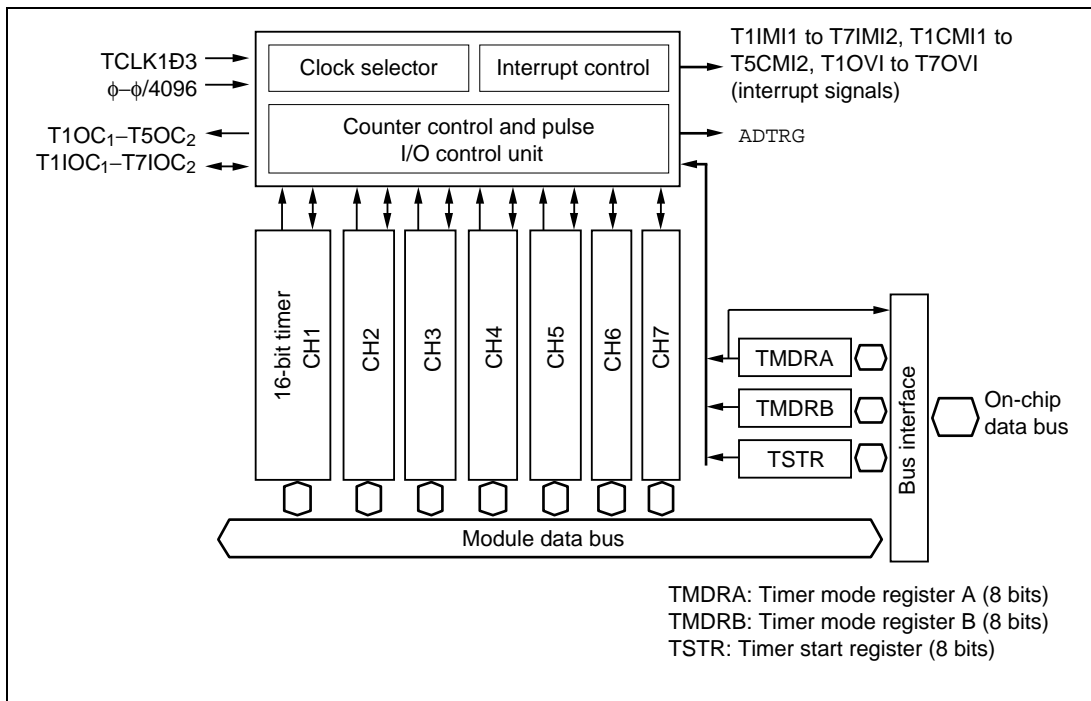 TCLK1Ð3
ϕ–ϕ/4096
T1OC₁–T5OC₂
T1IOC₁–T7IOC₂
Clock selector
Interrupt control
Counter control and pulse
I/O control unit
T1IMI1 to T7IMI2, T1CMI1 to
T5CMI2, T1OVI to T7OVI
(interrupt signals)
ADTRG
16-bit timer
CH1
CH2
CH3
CH4
CH5
CH6
CH7
TMDRA
TMDRB
TSTR
Bus interface
On-chip
data bus
Module data bus
TMDRA: Timer mode register A (8 bits)
TMDRB: Timer mode register B (8 bits)
TSTR: Timer start register (8 bits)